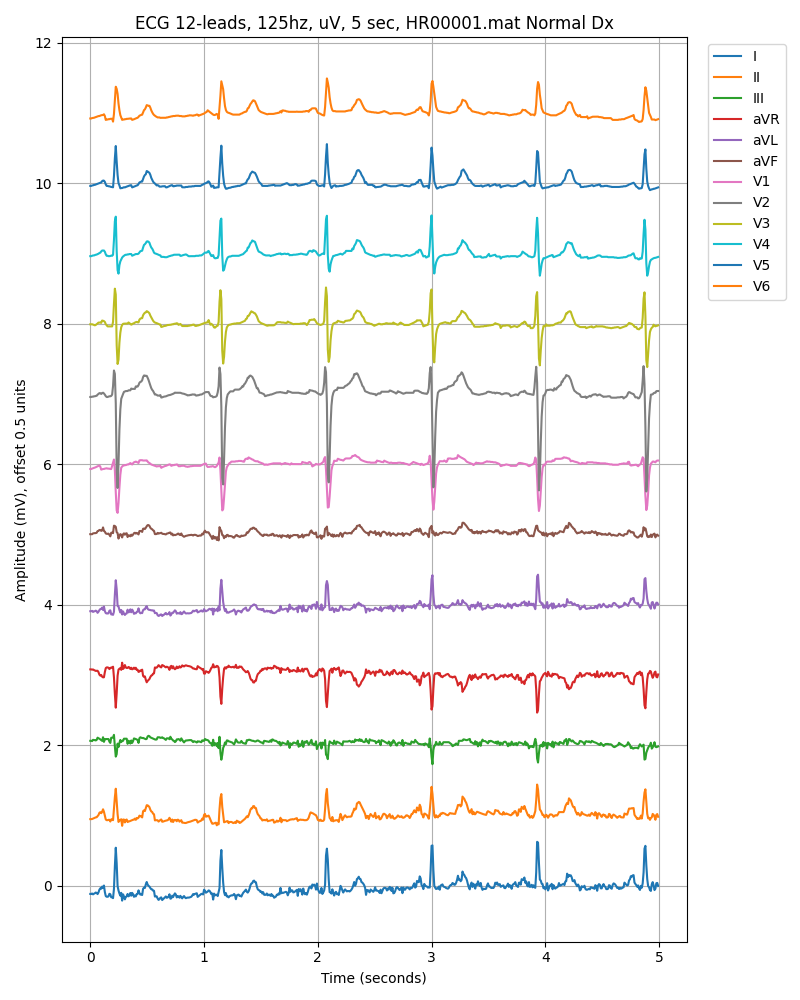 ECG 12-leads, 125hz, uV, 5 sec, HR00001.mat Normal Dx
12
10
8
6
4
2
0
Amplitude (mV), offset 0.5 units
0 1 2 3 4 5
Time (seconds)
I
II
III
aVR
aVL
aVF
V1
V2
V3
V4
V5
V6